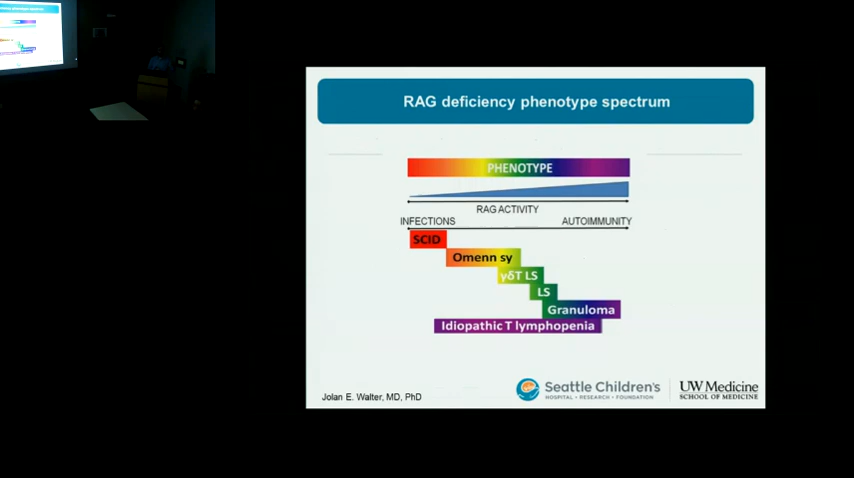 RAG deficiency phenotype spectrum
PHENOTYPE
RAG ACTIVITY
INFECTIONS AUTOIMMUNITY
SCID
Omenn sy
γδT LS
LS
Granuloma
Idiopathic T lymphopenia
Seattle Children's
HOSPITAL • RESEARCH • FOUNDATION
UW Medicine
SCHOOL OF MEDICINE
Jolan E. Walter, MD, PhD